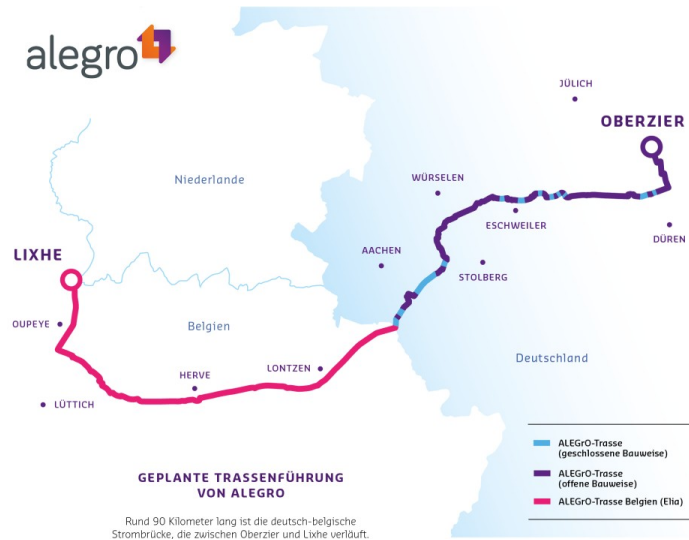 alegro
JÜLICH
OBERZIER
Niederlande
WÜRSELEN
ESCHWEILER
DÜREN
LIXHE
AACHEN
STOLBERG
OUPEYE
Belgien
LONTZEN
Deutschland
HERVE
LÜTTICH
ALEGrO-Trasse
(geschlossene Bauweise)
ALEGrO-Trasse
(offene Bauweise)
ALEGrO-Trasse Belgien (Elia)
GEPLANTE TRASSENFÜHRUNG
VON ALEGRO
Rund 90 Kilometer lang ist die deutsch-belgische
Strombrücke, die zwischen Oberzier und Lixhe verläuft.